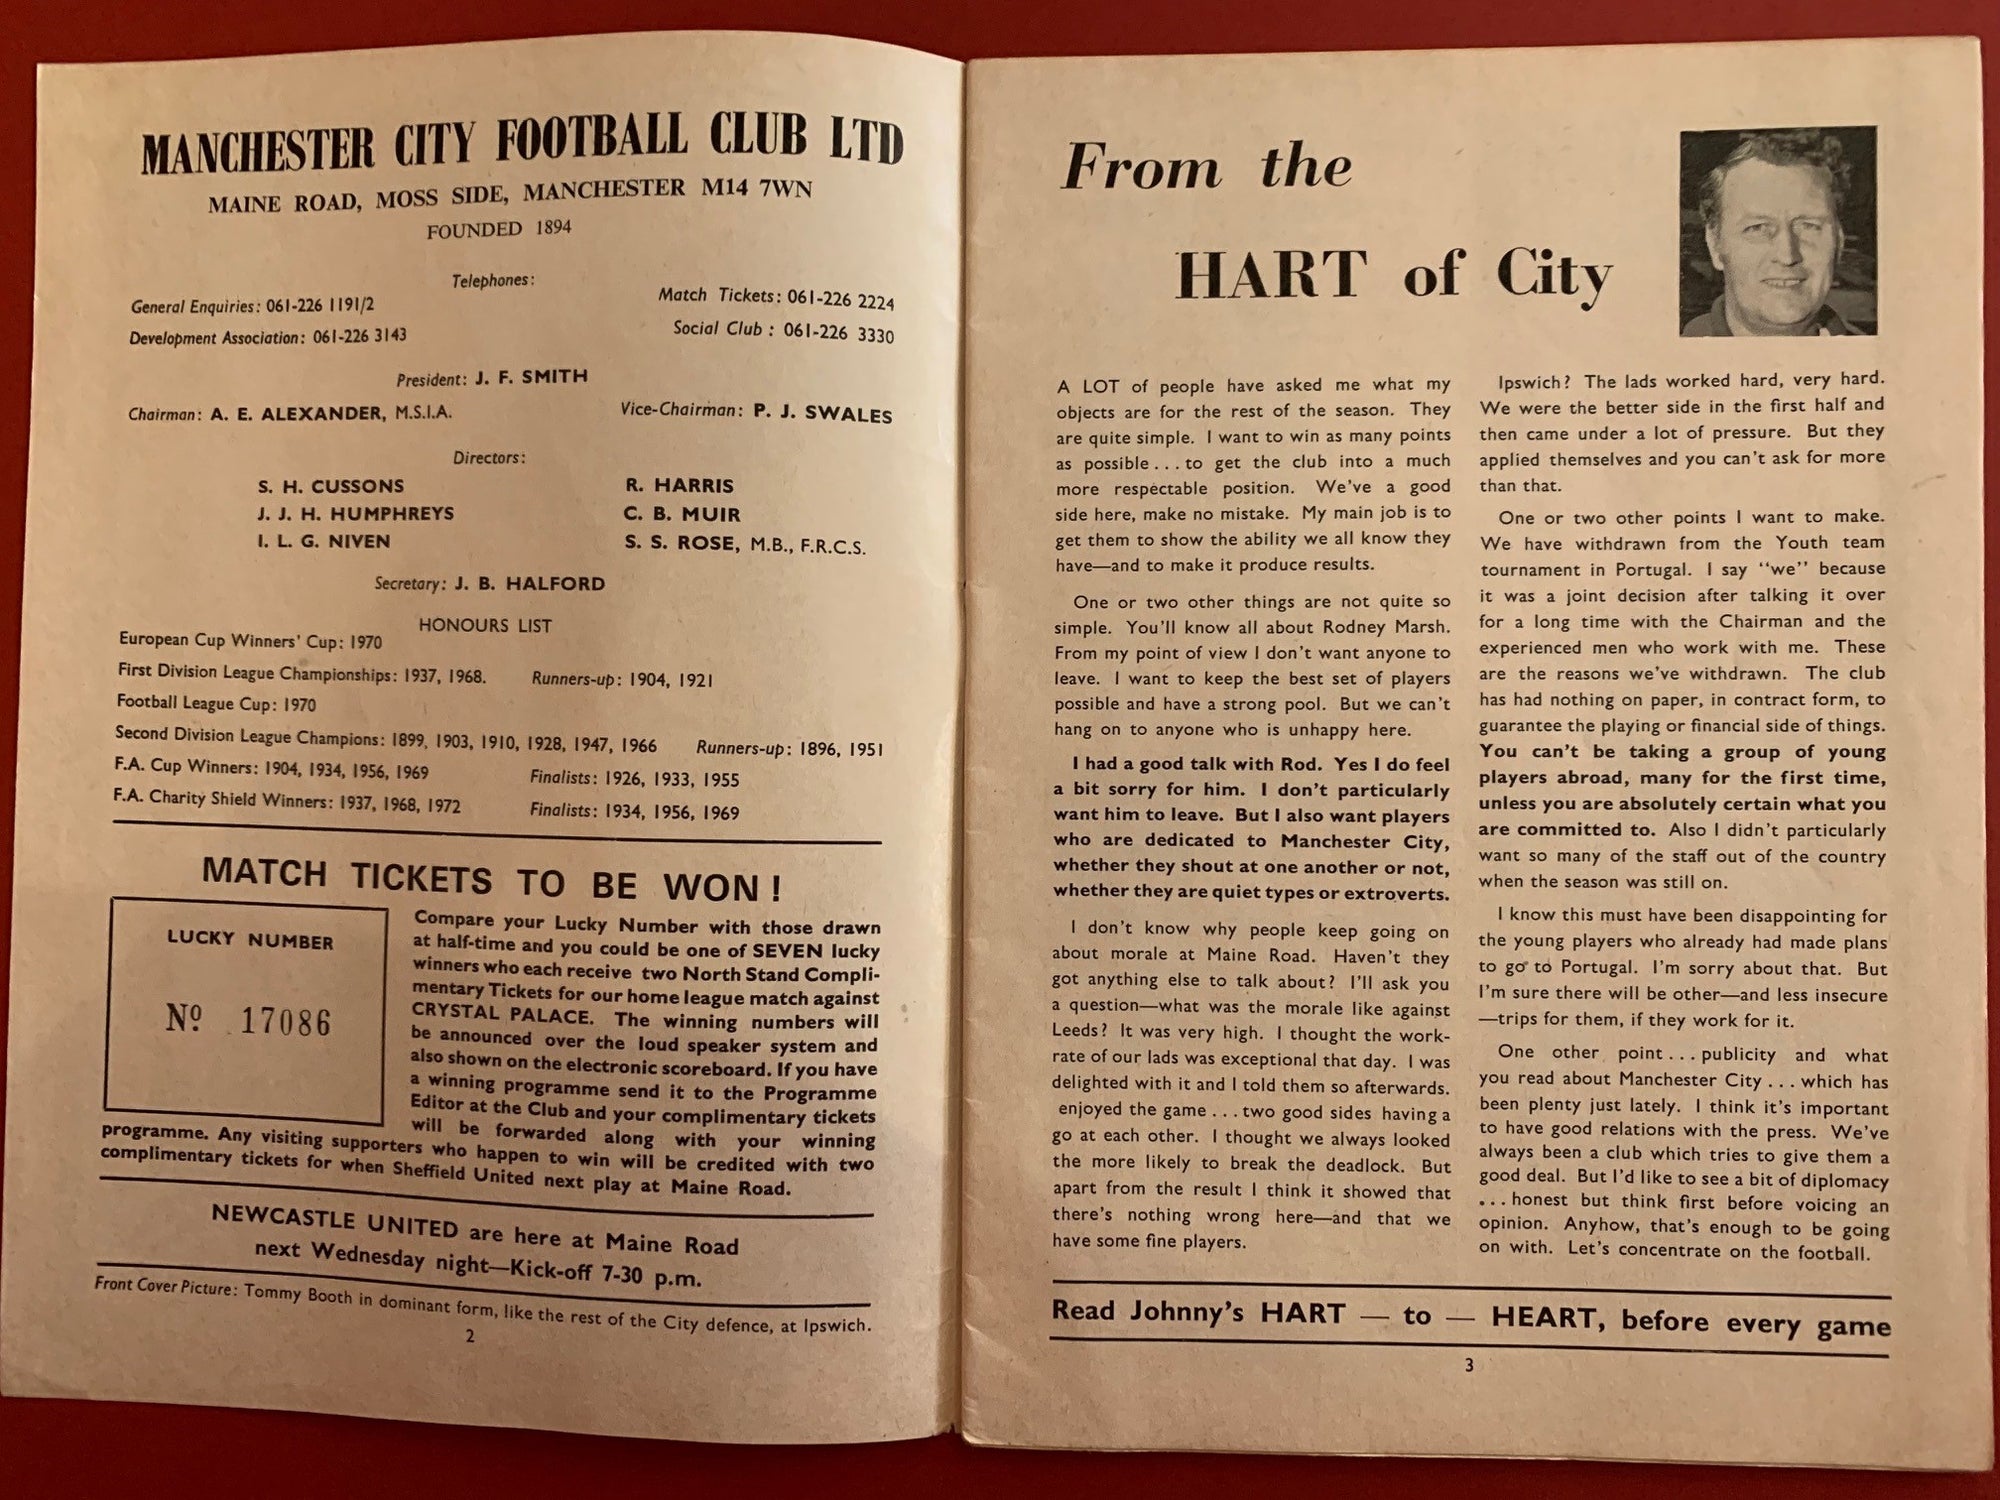 MANCHESTER CITY FOOTBALL CLUB LTD
MAINE ROAD, MOSS SIDE, MANCHESTER M14 7WN
FOUNDED 1894
Telephones:
General Enquiries: 061-226 1191/2
Match Tickets: 061-226 2224
Development Association: 061-226 3143
Social Club : 061-226 3330
President: J. F. SMITH
Chairman: A. E. ALEXANDER, M.S.I.A.
Vice-Chairman: P. J. SWALES
Directors:
S. H. CUSSONS
R. HARRIS
J. J. H. HUMPHREYS
C. B. MUIR
I. L. G. NIVEN
S. S. ROSE, M.B., F.R.C.S.
Secretary: J. B. HALFORD
HONOURS LIST
European Cup Winners' Cup: 1970
First Division League Championships: 1937, 1968. Runners-up: 1904, 1921
Football League Cup: 1970
Second Division League Champions: 1899, 1903, 1910, 1928, 1947, 1966 Runners-up: 1896, 1951
F.A. Cup Winners: 1904, 1934, 1956, 1969 Finalists: 1926, 1933, 1955
F.A. Charity Shield Winners: 1937, 1968, 1972 Finalists: 1934, 1956, 1969
MATCH TICKETS TO BE WON !
LUCKY NUMBER
Nº 17086
Compare your Lucky Number with those drawn
at half-time and you could be one of SEVEN lucky
winners who each receive two North Stand Compli-
mentary Tickets for our home league match against
CRYSTAL PALACE. The winning numbers will
be announced over the loud speaker system and
also shown on the electronic scoreboard. If you have
a winning programme send it to the Programme
Editor at the Club and your complimentary tickets
will be forwarded along with your winning
programme. Any visiting supporters who happen to win will be credited with two
complimentary tickets for when Sheffield United next play at Maine Road.
NEWCASTLE UNITED are here at Maine Road
next Wednesday night—Kick-off 7-30 p.m.
Front Cover Picture: Tommy Booth in dominant form, like the rest of the City defence, at Ipswich.
2
From the
HART of City
A LOT of people have asked me what my
objects are for the rest of the season. They
are quite simple. I want to win as many points
as possible . . . to get the club into a much
more respectable position. We've a good
side here, make no mistake. My main job is to
get them to show the ability we all know they
have—and to make it produce results.
One or two other things are not quite so
simple. You'll know all about Rodney Marsh.
From my point of view I don't want anyone to
leave. I want to keep the best set of players
possible and have a strong pool. But we can't
hang on to anyone who is unhappy here.
I had a good talk with Rod. Yes I do feel
a bit sorry for him. I don't particularly
want him to leave. But I also want players
who are dedicated to Manchester City,
whether they shout at one another or not,
whether they are quiet types or extroverts.
I don't know why people keep going on
about morale at Maine Road. Haven't they
got anything else to talk about? I'll ask you
a question—what was the morale like against
Leeds? It was very high. I thought the work-
rate of our lads was exceptional that day. I was
delighted with it and I told them so afterwards.
enjoyed the game . . . two good sides having a
go at each other. I thought we always looked
the more likely to break the deadlock. But
apart from the result I think it showed that
there's nothing wrong here—and that we
have some fine players.
Ipswich? The lads worked hard, very hard.
We were the better side in the first half and
then came under a lot of pressure. But they
applied themselves and you can't ask for more
than that.
One or two other points I want to make.
We have withdrawn from the Youth team
tournament in Portugal. I say "we" because
it was a joint decision after talking it over
for a long time with the Chairman and the
experienced men who work with me. These
are the reasons we've withdrawn. The club
has had nothing on paper, in contract form, to
guarantee the playing or financial side of things.
You can't be taking a group of young
players abroad, many for the first time,
unless you are absolutely certain what you
are committed to. Also I didn't particularly
want so many of the staff out of the country
when the season was still on.
I know this must have been disappointing for
the young players who already had made plans
to go to Portugal. I'm sorry about that. But
I'm sure there will be other—and less insecure
—trips for them, if they work for it.
One other point . . . publicity and what
you read about Manchester City . . . which has
been plenty just lately. I think it's important
to have good relations with the press. We've
always been a club which tries to give them a
good deal. But I'd like to see a bit of diplomacy
. . . honest but think first before voicing an
opinion. Anyhow, that's enough to be going
on with. Let's concentrate on the football.
Read Johnny's HART — to — HEART, before every game
3